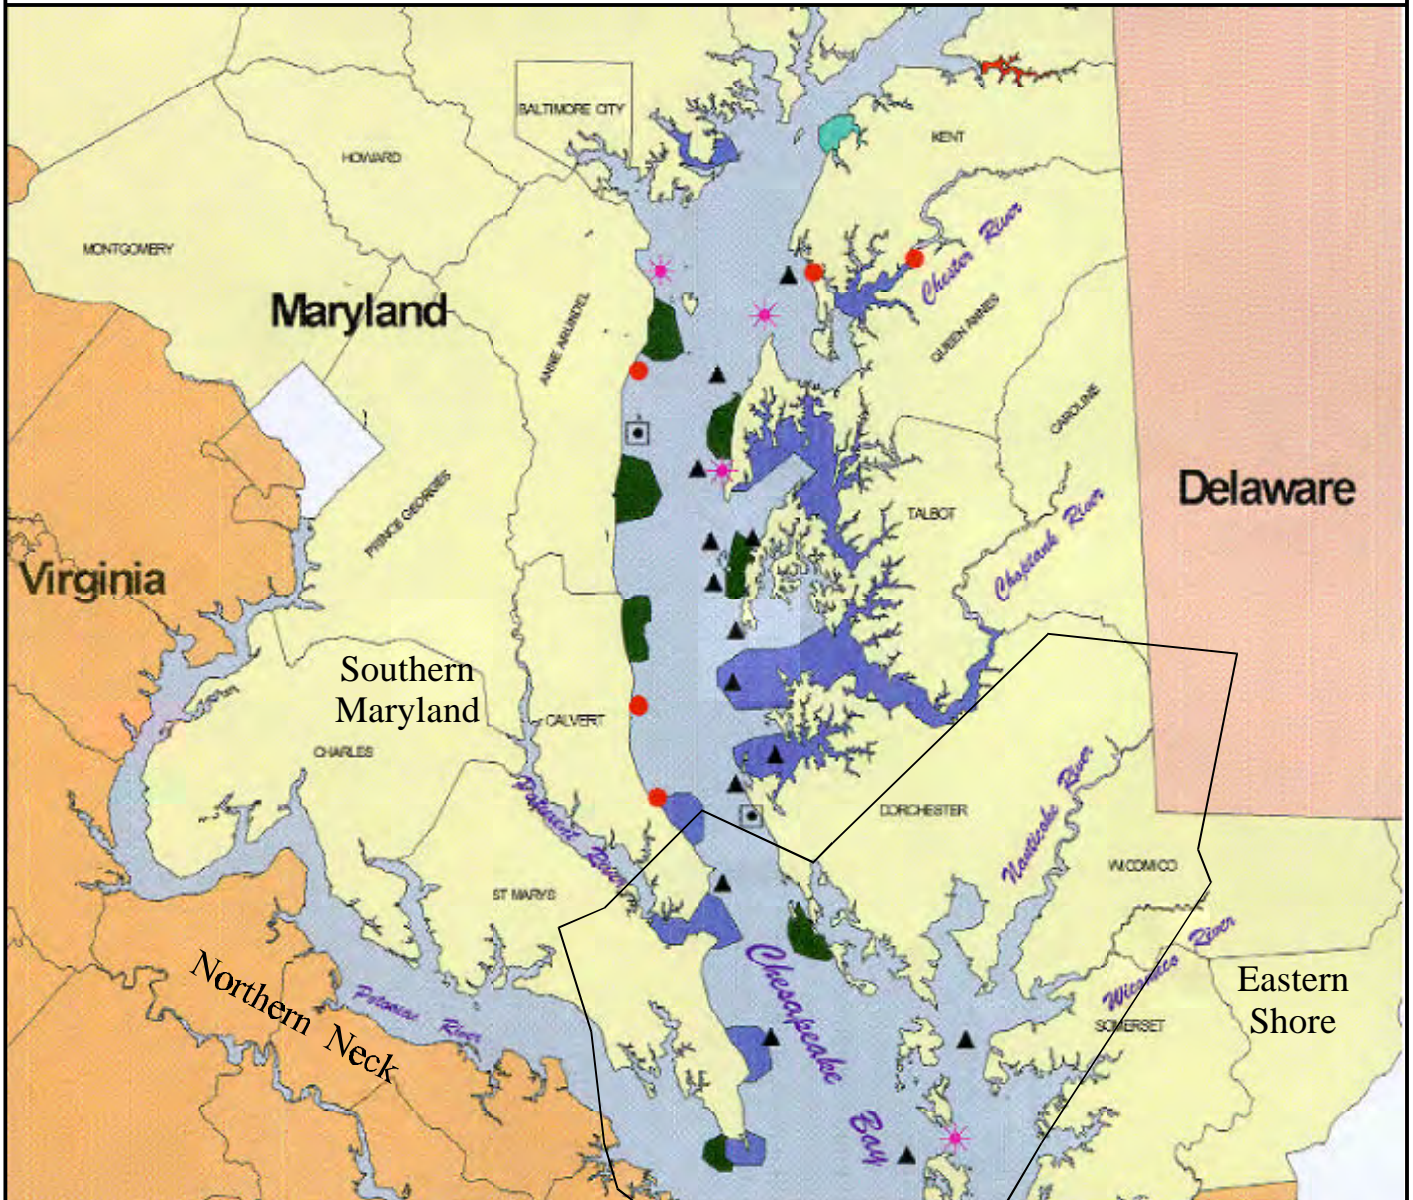 BALTIMORE CITY
KENT
HOWARD
MONTGOMERY
Chester River
Maryland
ANNE ARUNDEL
QUEEN ANNES
CAROLINE
Delaware
PRINCE GEORGES
TALBOT
Choptank River
Virginia
Southern
Maryland
CALVERT
CHARLES
Patuxent River
DORCHESTER
Nanticoke River
WICOMICO
ST MARYS
Wicomico River
Northern Neck
Potomac River
Chesapeake Bay
Eastern
Shore
SOMERSET